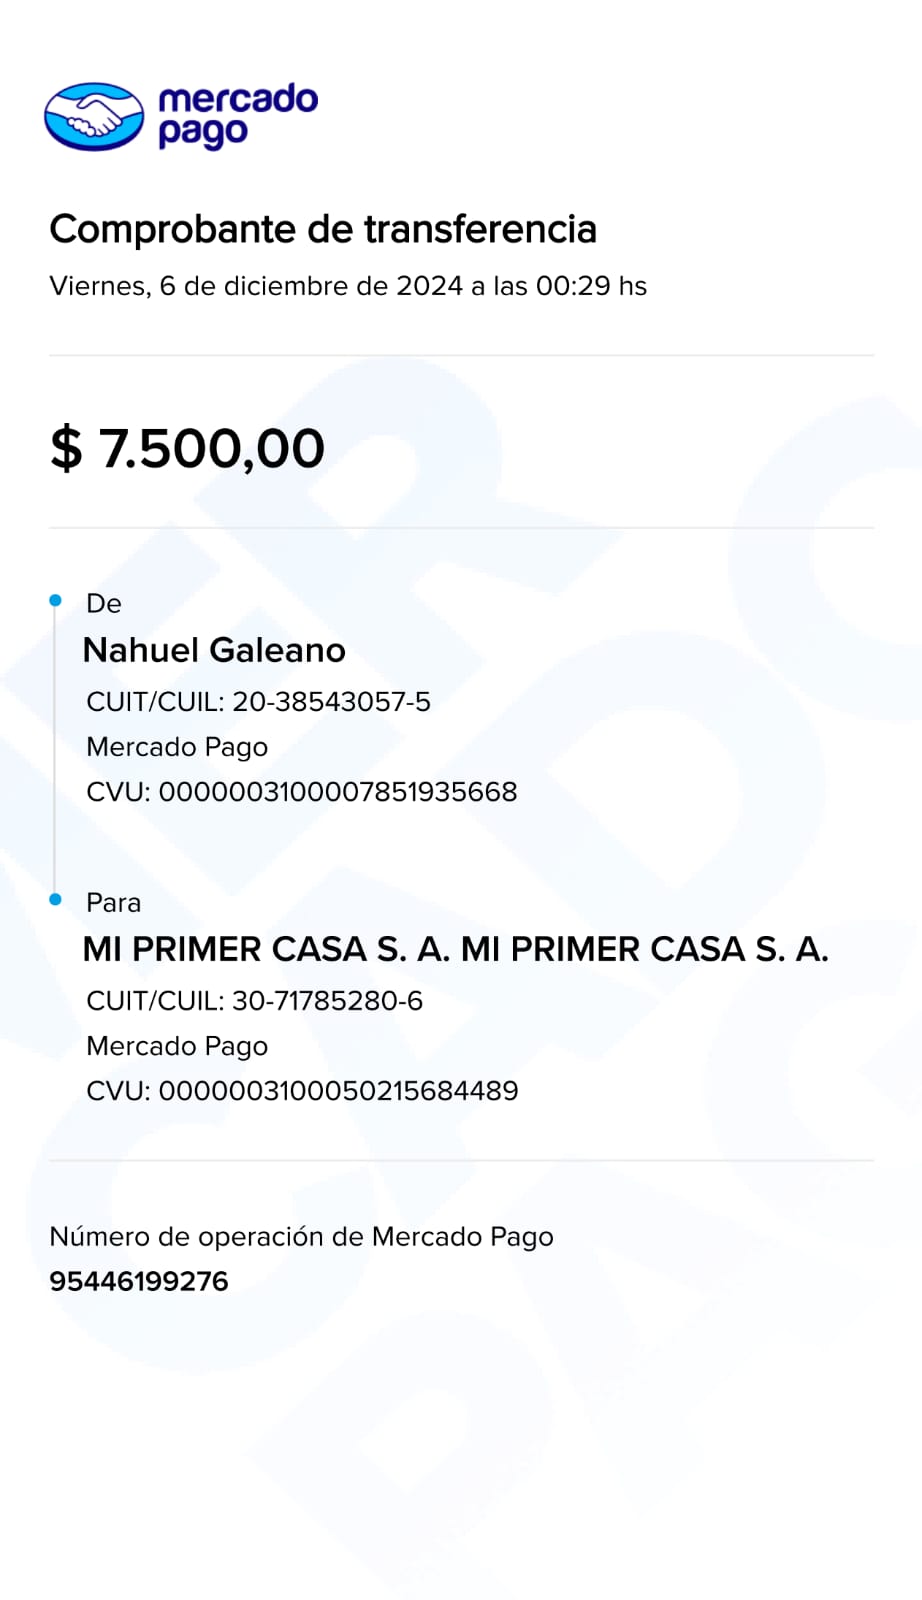 mercado
pago
Comprobante de transferencia
Viernes, 6 de diciembre de 2024 a las 00:29 hs
$ 7.500,00
De
Nahuel Galeano
CUIT/CUIL: 20-38543057-5
Mercado Pago
CVU: 0000003100007851935668
Para
MI PRIMER CASA S. A. MI PRIMER CASA S. A.
CUIT/CUIL: 30-71785280-6
Mercado Pago
CVU: 0000003100050215684489
Número de operación de Mercado Pago
95446199276